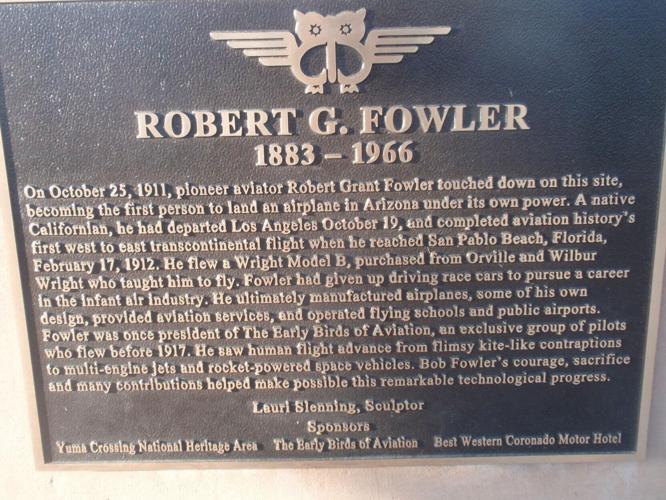 ROBERT G. FOWLER
1883 – 1966
On October 25, 1911, pioneer aviator Robert Grant Fowler touched down on this site,
becoming the first person to land an airplane in Arizona under its own power. A native
Californian, he had departed Los Angeles October 19, and completed aviation history's
first west to east transcontinental flight when he reached San Pablo Beach, Florida,
February 17, 1912. He flew a Wright Model B, purchased from Orville and Wilbur
Wright who taught him to fly. Fowler had given up driving race cars to pursue a career
in the infant air industry. He ultimately manufactured airplanes, some of his own
design, provided aviation services, and operated flying schools and public airports.
Fowler was once president of The Early Birds of Aviation, an exclusive group of pilots
who flew before 1917. He saw human flight advance from flimsy kite-like contraptions
to multi-engine jets and rocket-powered space vehicles. Bob Fowler's courage, sacrifice
and many contributions helped make possible this remarkable technological progress.
Lauri Slenning, Sculptor
Sponsors
Yuma Crossing National Heritage Area The Early Birds of Aviation Best Western Coronado Motor Hotel